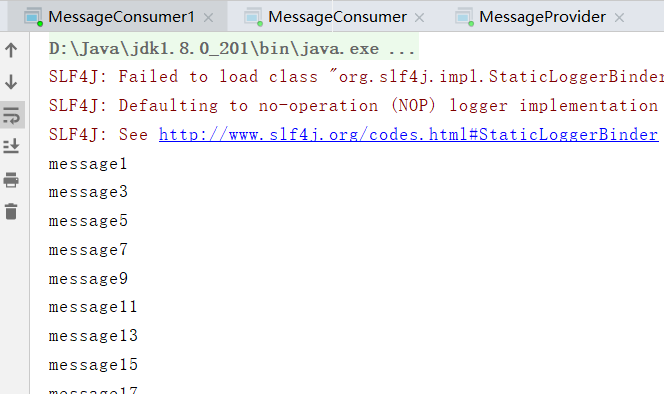 MessageConsumer1 MessageConsumer MessageProvider
D:\Java\jdk1.8.0_201\bin\java.exe ...
SLF4J: Failed to load class "org.slf4j.impl.StaticLoggerBinder
SLF4J: Defaulting to no-operation (NOP) logger implementation
SLF4J: See http://www.slf4j.org/codes.html#StaticLoggerBinder
message1
message3
message5
message7
message9
message11
message13
message15
message17